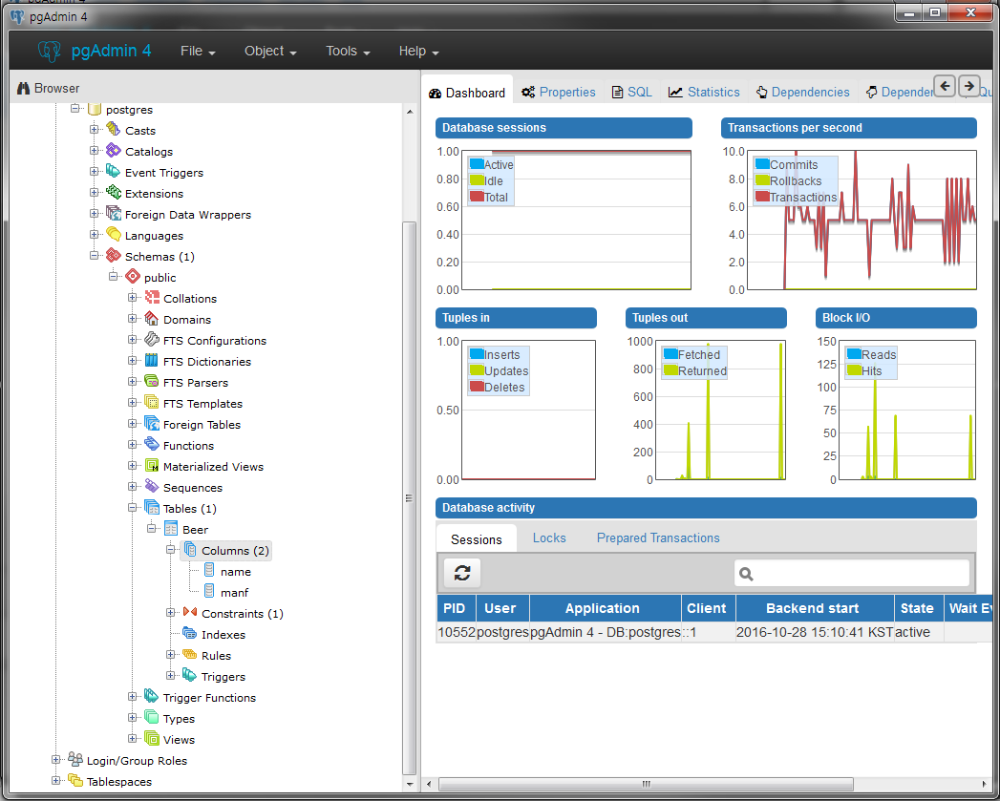 pgAdmin 4
pgAdmin 4 File Object Tools Help
Browser
postgres
Casts
Catalogs
Event Triggers
Extensions
Foreign Data Wrappers
Languages
Schemas (1)
public
Collations
Domains
FTS Configurations
FTS Dictionaries
FTS Parsers
FTS Templates
Foreign Tables
Functions
Materialized Views
Sequences
Tables (1)
Beer
Columns (2)
name
manf
Constraints (1)
Indexes
Rules
Triggers
Trigger Functions
Types
Views
Login/Group Roles
Tablespaces
Dashboard Properties SQL Statistics Dependencies Depender Qu
Database sessions
1.00
0.80
0.60
0.40
0.20
0.00
Active
Idle
Total
Transactions per second
10.0
8.0
6.0
4.0
2.0
0.0
Commits
Rollbacks
Transactions
Tuples in
1.00
0.50
0.00
Inserts
Updates
Deletes
Tuples out
1000
800
600
400
200
0
Fetched
Returned
Block I/O
150
125
100
75
50
25
0
Reads
Hits
Database activity
Sessions Locks Prepared Transactions
PID User Application Client Backend start State Wait Ev
10552 postgres pgAdmin 4 - DB:postgres ::1 2016-10-28 15:10:41 KST active